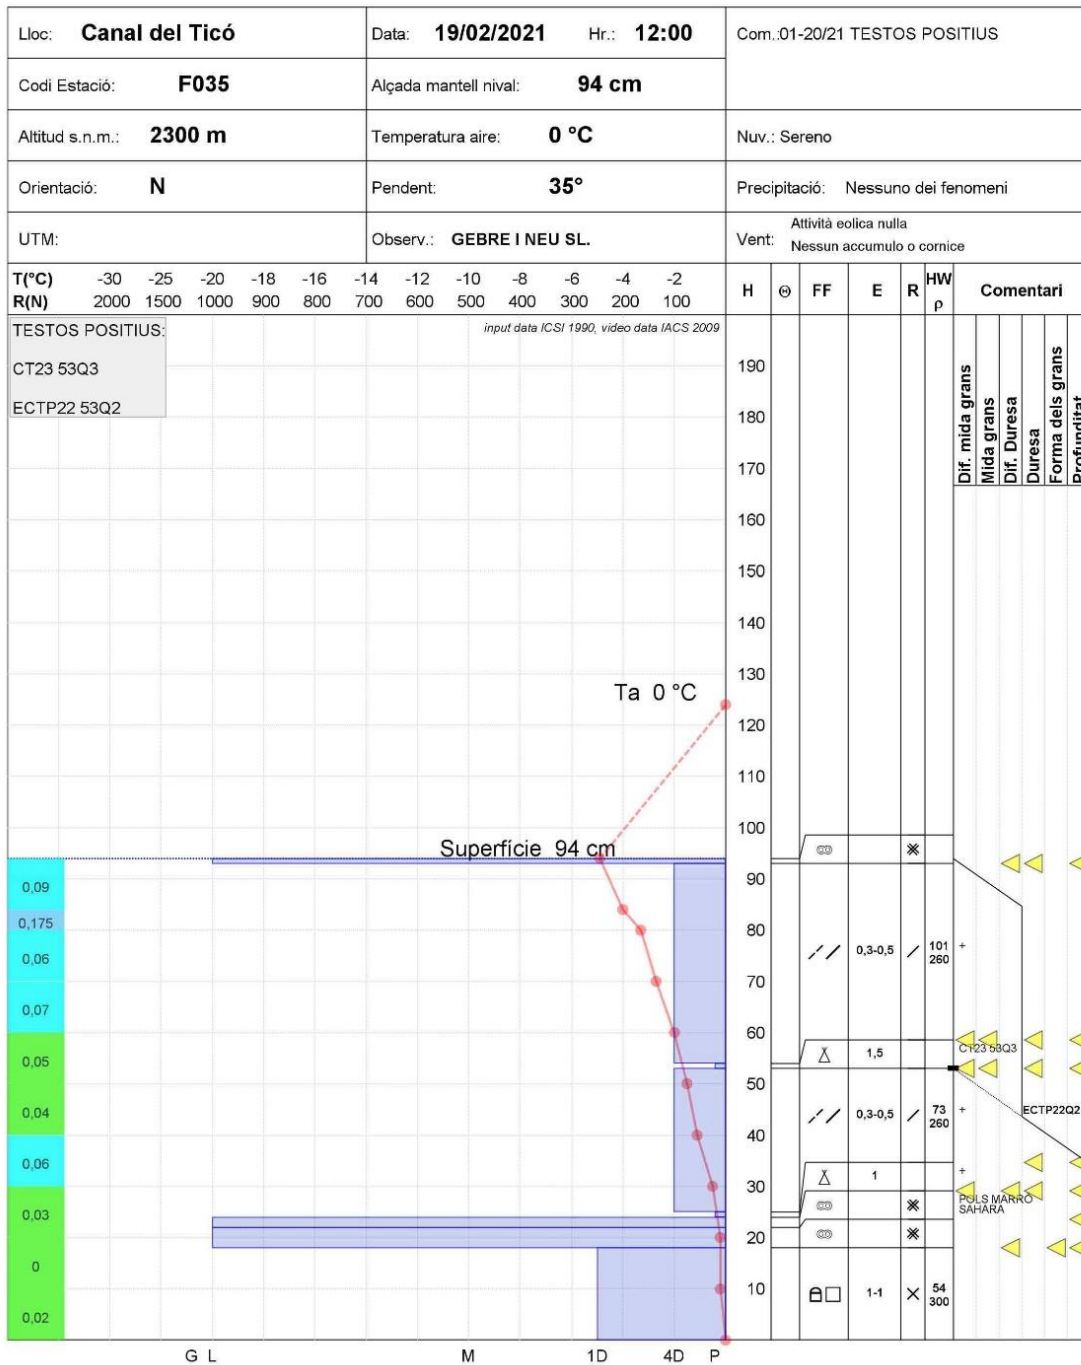 Lloc: Canal del Ticó Data: 19/02/2021 Hr.: 12:00 Com.:01-20/21 TESTOS POSITIUS
Codi Estació: F035 Alçada mantell nival: 94 cm
Altitud s.n.m.: 2300 m Temperatura aire: 0 °C Nuv.: Sereno
Orientació: N Pendent: 35° Precipitació: Nessuno dei fenomeni
UTM: Observ.: GEBRE I NEU SL. Vent: Attività eolica nulla
Nessun accumulo o cornice
T(°C) -30 -25 -20 -18 -16 -14 -12 -10 -8 -6 -4 -2
R(N) 2000 1500 1000 900 800 700 600 500 400 300 200 100
H Θ FF E R HW ρ Comentari
TESTOS POSITIUS:
CT23 53Q3
ECTP22 53Q2
input data ICSI 1990, video data IACS 2009
Dif. mida grans
Mida grans
Dif. Duresa
Duresa
Forma dels grans
Profunditat
190
180
170
160
150
140
130
Ta 0 °C
120
110
100
Superfície 94 cm
0,09 90
0,175
80
0,06 0,3-0,5 101 +
260
70
0,07
60
0,05 1,5 CT23 53Q3
50
0,04 0,3-0,5 73 + ECTP22Q2
260
40
0,06 1 +
30
0,03 POLS MARRO
SAHARA
20
0
10 1-1 54
300
0,02
G L M 1D 4D P